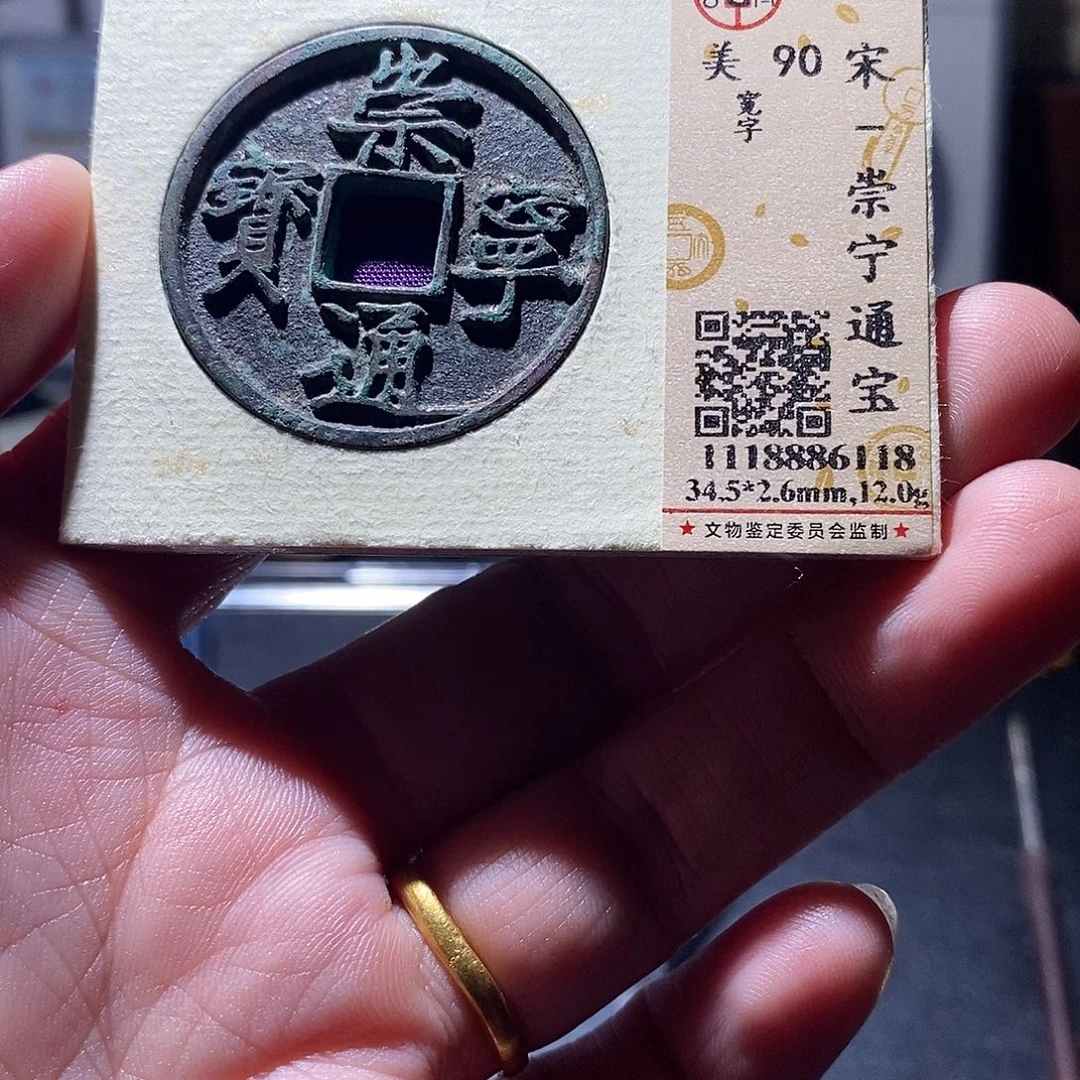 崇寧通寶
美 90
寬字
宋一崇宁通宝
1118886118
34.5*2.6mm,12.0g
★文物鉴定委员会监制★